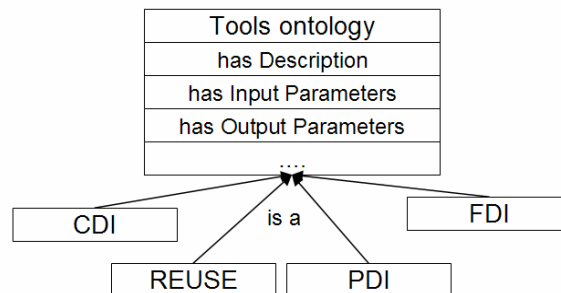 Tools ontology
has Description
has Input Parameters
has Output Parameters
....
CDI
is a
FDI
REUSE
PDI